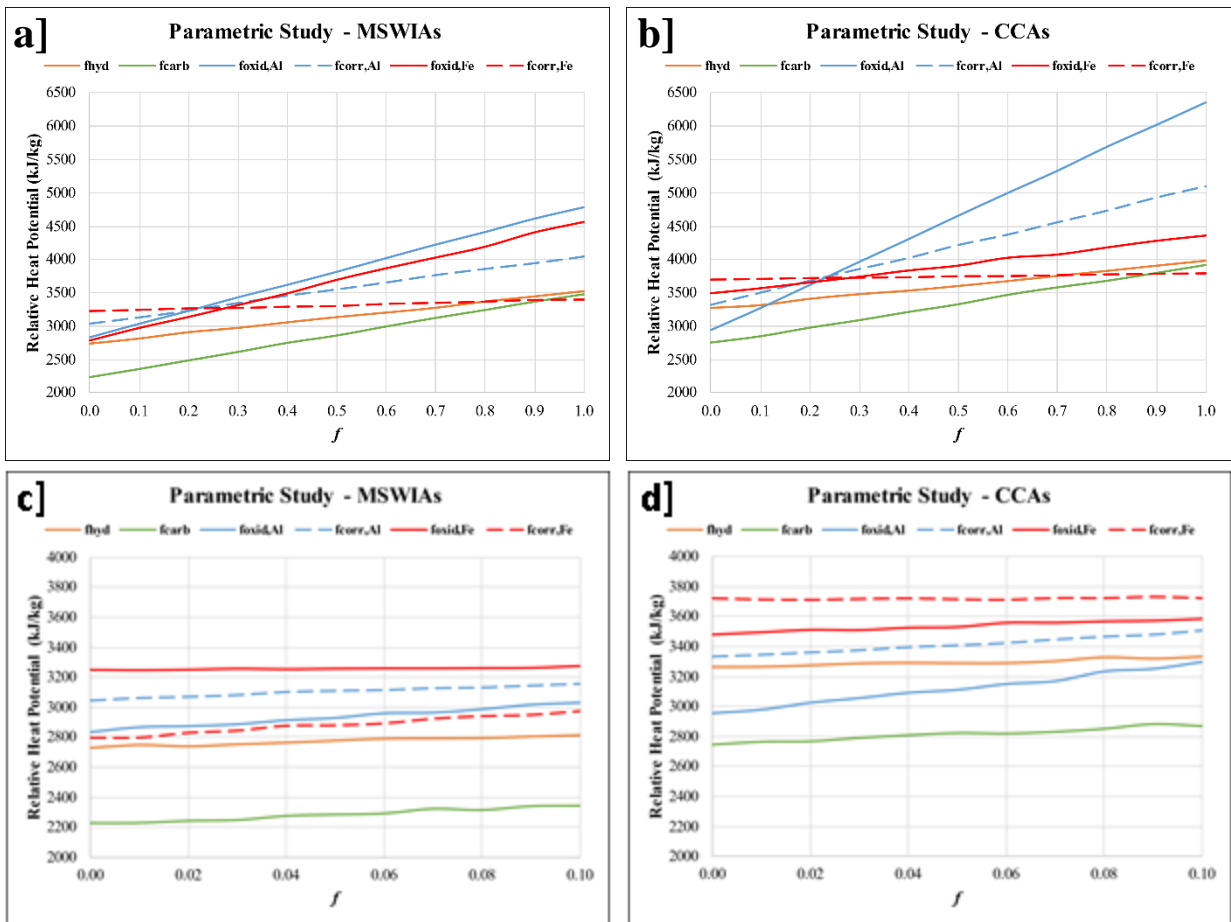 a]
Parametric Study - MSWIAs
fhyd fcarb foxid,Al fcorr,Al foxid,Fe fcorr,Fe
Relative Heat Potential (kJ/kg)
6500
6000
5500
5000
4500
4000
3500
3000
2500
2000
0.0 0.1 0.2 0.3 0.4 0.5 0.6 0.7 0.8 0.9 1.0
f
b]
Parametric Study - CCAs
fhyd fcarb foxid,Al fcorr,Al foxid,Fe fcorr,Fe
Relative Heat Potential (kJ/kg)
6500
6000
5500
5000
4500
4000
3500
3000
2500
2000
0.0 0.1 0.2 0.3 0.4 0.5 0.6 0.7 0.8 0.9 1.0
f
c]
Parametric Study - MSWIAs
fhyd fcarb foxid,Al fcorr,Al foxid,Fe fcorr,Fe
Relative Heat Potential (kJ/kg)
4000
3800
3600
3400
3200
3000
2800
2600
2400
2200
2000
0.00 0.02 0.04 0.06 0.08 0.10
f
d]
Parametric Study - CCAs
fhyd fcarb foxid,Al fcorr,Al foxid,Fe fcorr,Fe
Relative Heat Potential (kJ/kg)
4000
3800
3600
3400
3200
3000
2800
2600
2400
2200
2000
0.00 0.02 0.04 0.06 0.08 0.10
f